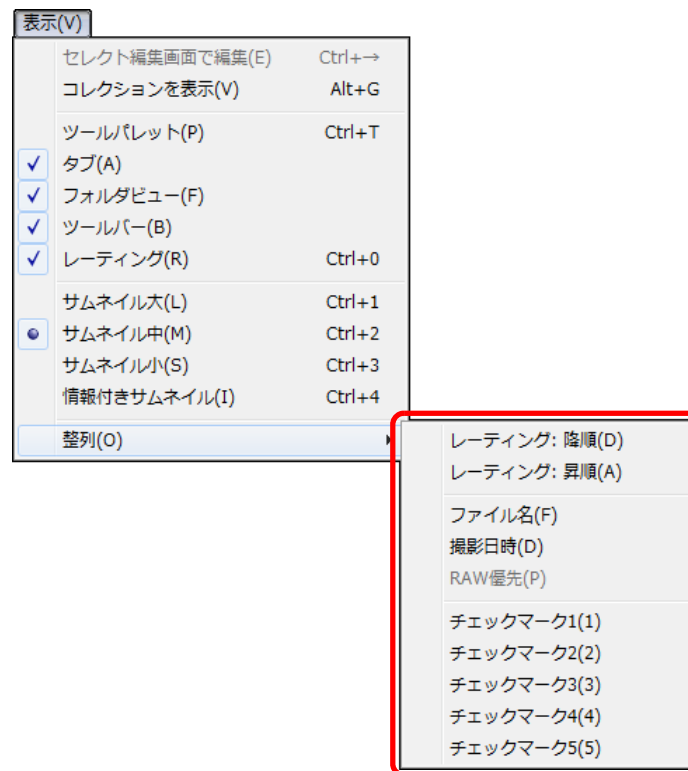 表示(V)
セレクト編集画面で編集(E) Ctrl+→
コレクションを表示(V) Alt+G
ツールパレット(P) Ctrl+T
タブ(A)
フォルダビュー(F)
ツールバー(B)
レーティング(R) Ctrl+0
サムネイル大(L) Ctrl+1
サムネイル中(M) Ctrl+2
サムネイル小(S) Ctrl+3
情報付きサムネイル(I) Ctrl+4
整列(O)
レーティング: 降順(D)
レーティング: 昇順(A)
ファイル名(F)
撮影日時(D)
RAW優先(P)
チェックマーク1(1)
チェックマーク2(2)
チェックマーク3(3)
チェックマーク4(4)
チェックマーク5(5)